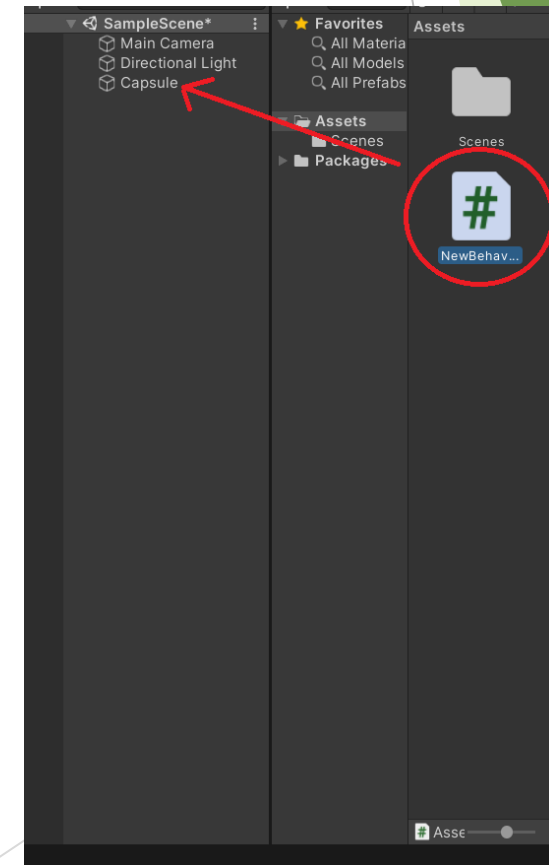 SampleScene*
Main Camera
Directional Light
Capsule
Favorites
All Materia
All Models
All Prefabs
Assets
Scenes
Packages
Assets
Scenes
#
NewBehav...
# Asse